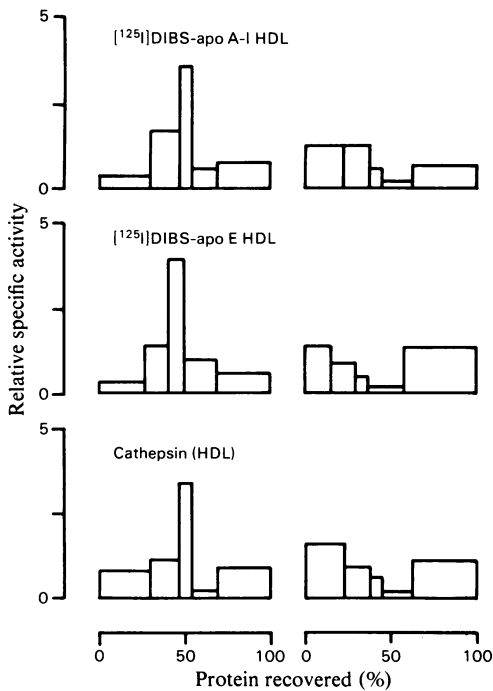 5
[¹²⁵I]DIBS-apo A-I HDL
0
5
[¹²⁵I]DIBS-apo E HDL
0
Relative specific activity
5
Cathepsin (HDL)
0
0 50 100 0 50 100
Protein recovered (%)